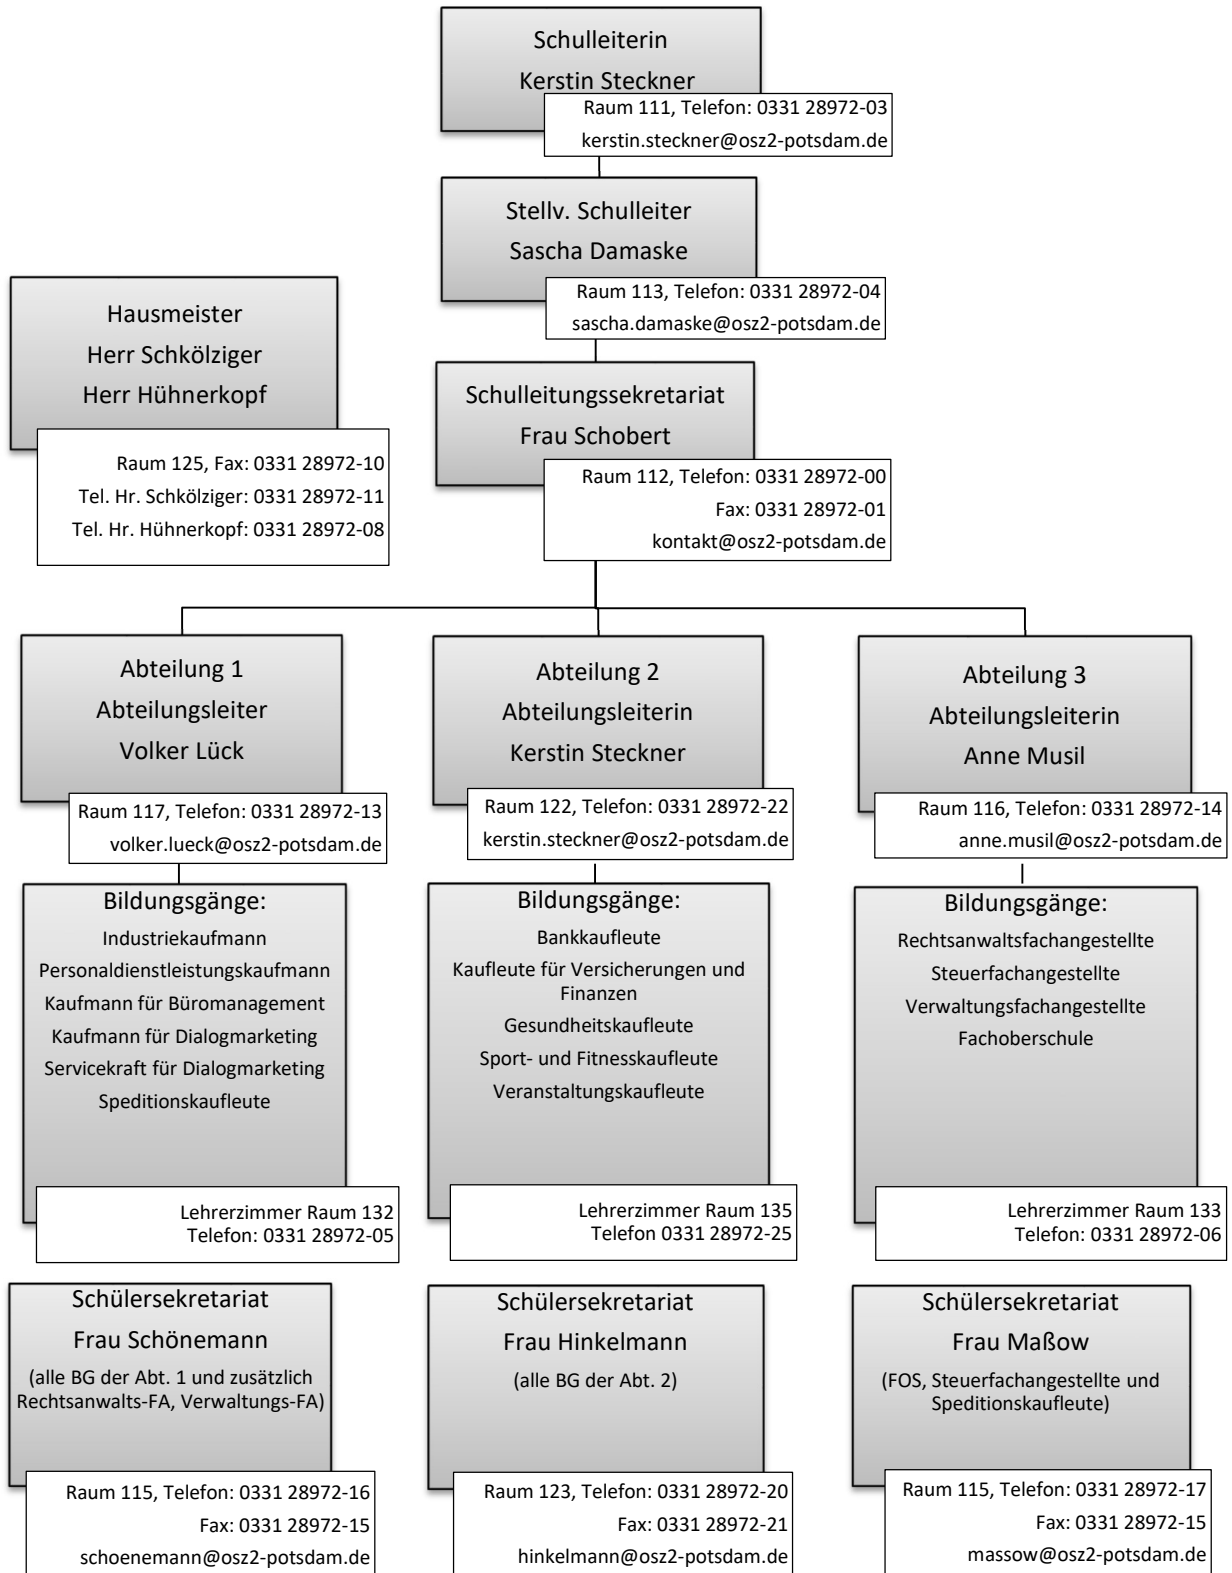 Schulleiterin
Kerstin Steckner
Raum 111, Telefon: 0331 28972-03
kerstin.steckner@osz2-potsdam.de
Stellv. Schulleiter
Sascha Damaske
Raum 113, Telefon: 0331 28972-04
sascha.damaske@osz2-potsdam.de
Hausmeister
Herr Schkölziger
Herr Hühnerkopf
Raum 125, Fax: 0331 28972-10
Tel. Hr. Schkölziger: 0331 28972-11
Tel. Hr. Hühnerkopf: 0331 28972-08
Schulleitungssekretariat
Frau Schobert
Raum 112, Telefon: 0331 28972-00
Fax: 0331 28972-01
kontakt@osz2-potsdam.de
Abteilung 1
Abteilungsleiter
Volker Lück
Raum 117, Telefon: 0331 28972-13
volker.lueck@osz2-potsdam.de
Abteilung 2
Abteilungsleiterin
Kerstin Steckner
Raum 122, Telefon: 0331 28972-22
kerstin.steckner@osz2-potsdam.de
Abteilung 3
Abteilungsleiterin
Anne Musil
Raum 116, Telefon: 0331 28972-14
anne.musil@osz2-potsdam.de
Bildungsgänge:
Industriekaufmann
Personaldienstleistungskaufmann
Kaufmann für Büromanagement
Kaufmann für Dialogmarketing
Servicekraft für Dialogmarketing
Speditionskaufleute
Lehrerzimmer Raum 132
Telefon: 0331 28972-05
Bildungsgänge:
Bankkaufleute
Kaufleute für Versicherungen und
Finanzen
Gesundheitskaufleute
Sport- und Fitnesskaufleute
Veranstaltungskaufleute
Lehrerzimmer Raum 135
Telefon 0331 28972-25
Bildungsgänge:
Rechtsanwaltsfachangestellte
Steuerfachangestellte
Verwaltungsfachangestellte
Fachoberschule
Lehrerzimmer Raum 133
Telefon: 0331 28972-06
Schülersekretariat
Frau Schönemann
(alle BG der Abt. 1 und zusätzlich
Rechtsanwalts-FA, Verwaltungs-FA)
Raum 115, Telefon: 0331 28972-16
Fax: 0331 28972-15
schoenemann@osz2-potsdam.de
Schülersekretariat
Frau Hinkelmann
(alle BG der Abt. 2)
Raum 123, Telefon: 0331 28972-20
Fax: 0331 28972-21
hinkelmann@osz2-potsdam.de
Schülersekretariat
Frau Maßow
(FOS, Steuerfachangestellte und
Speditionskaufleute)
Raum 115, Telefon: 0331 28972-17
Fax: 0331 28972-15
massow@osz2-potsdam.de